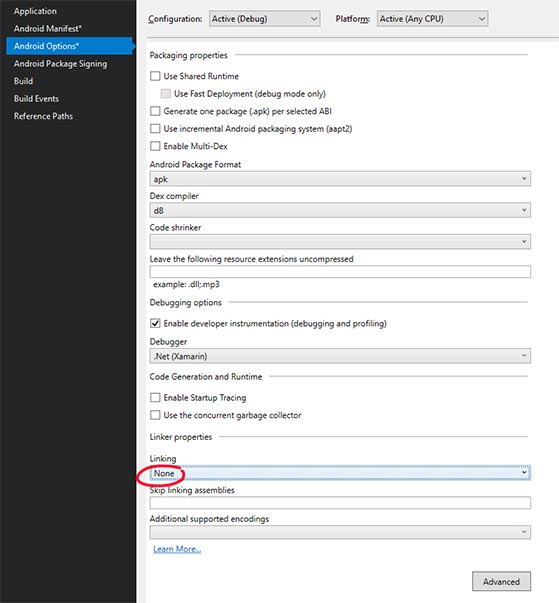 Application
Android Manifest*
Android Options*
Android Package Signing
Build
Build Events
Reference Paths
Configuration: Active (Debug) Platform: Active (Any CPU)
Packaging properties
Use Shared Runtime
Use Fast Deployment (debug mode only)
Generate one package (.apk) per selected ABI
Use incremental Android packaging system (aapt2)
Enable Multi-Dex
Android Package Format
apk
Dex compiler
d8
Code shrinker
Leave the following resource extensions uncompressed
example: .dll;.mp3
Debugging options
Enable developer instrumentation (debugging and profiling)
Debugger
.Net (Xamarin)
Code Generation and Runtime
Enable Startup Tracing
Use the concurrent garbage collector
Linker properties
Linking
None
Skip linking assemblies
Additional supported encodings
Learn More...
Advanced